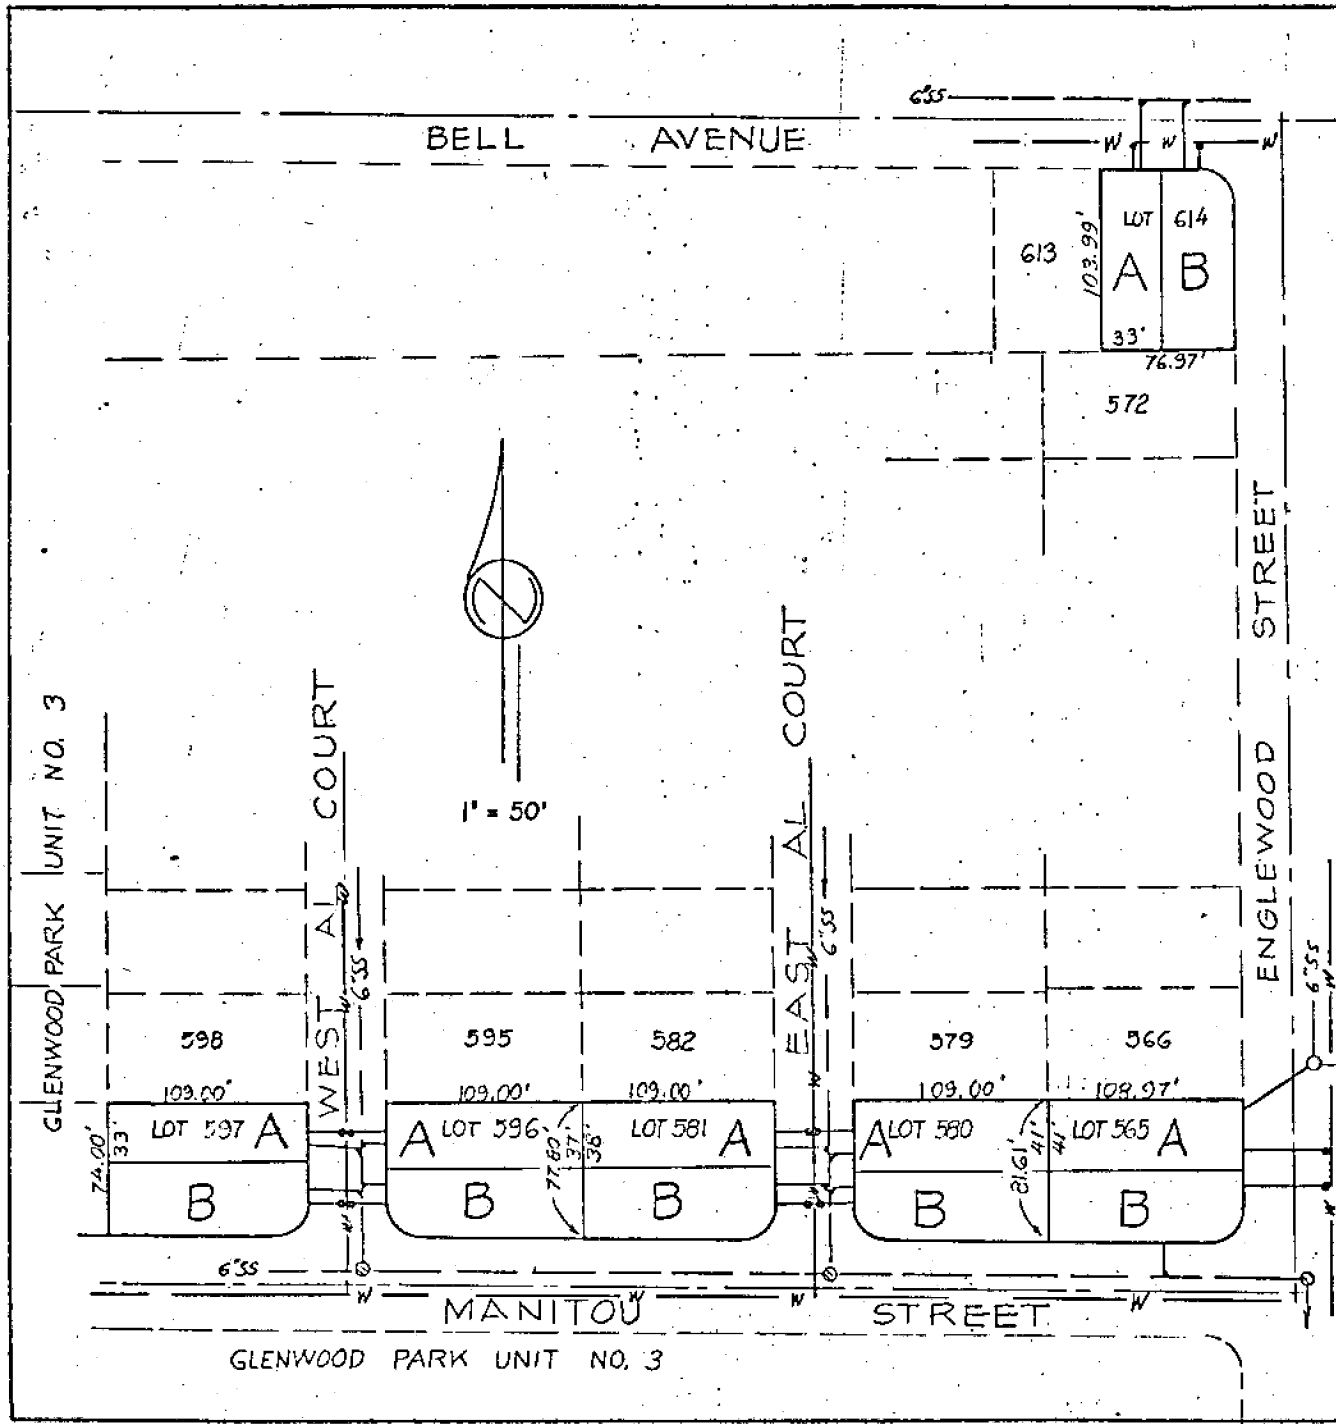 6"SS
BELL AVENUE
W W W
LOT 614
613
103.99'
A B
33'
76.97'
572
ENGLEWOOD STREET
1" = 50'
GLENWOOD PARK UNIT NO. 3
WEST AL COURT
EAST AL COURT
W
6"SS
W
6"SS
6"SS
W
598 595 582 579 566
109.00' 109.00' 109.00' 109.00' 108.97'
LOT 597 A
A LOT 596
LOT 581 A
A LOT 580
LOT 565 A
74.00'
33'
77.80'
37'
38'
81.61'
41'
41'
B B B B B
W W W W
6"SS
W W W W
MANITOU STREET
GLENWOOD PARK UNIT NO. 3